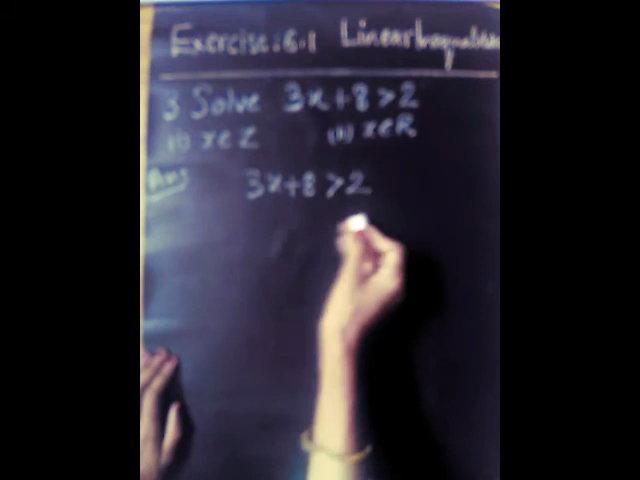 Exercise:6.1 Linear Inequalities
3 Solve 3x+8>2
(i) x∈Z (ii) x∈R
Ans 3x+8>2